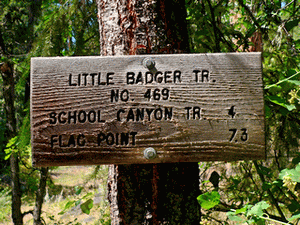 LITTLE BADGER TR.
NO. 469
SCHOOL CANYON TR. 4
FLAG POINT 7.3